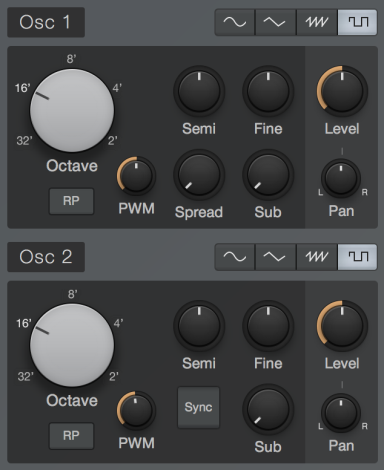 Osc 1
8'
16'
4'
32'
2'
Octave
RP
PWM
Semi
Fine
Level
Spread
Sub
L
R
Pan
Osc 2
8'
16'
4'
32'
2'
Octave
RP
PWM
Semi
Fine
Level
Sync
Sub
L
R
Pan